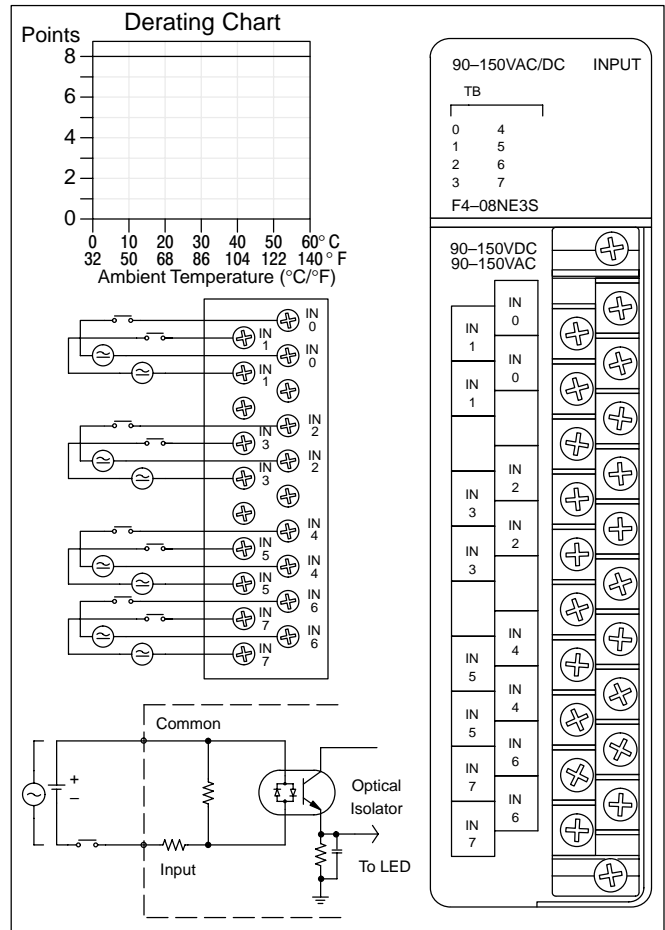 Derating Chart
Points
8
6
4
2
0
0 10 20 30 40 50 60°C
32 50 68 86 104 122 140°F
Ambient Temperature (°C/°F)
IN 0
IN 1
IN 0
IN 1
IN 2
IN 3
IN 2
IN 3
IN 4
IN 5
IN 4
IN 5
IN 6
IN 7
IN 6
IN 7
Common
+
–
Optical
Isolator
Input
To LED
90–150VAC/DC INPUT
TB
0 4
1 5
2 6
3 7
F4–08NE3S
90–150VDC
90–150VAC
IN 0
IN 1
IN 0
IN 1
IN 2
IN 3
IN 2
IN 3
IN 4
IN 5
IN 4
IN 5
IN 6
IN 7
IN 6
IN 7